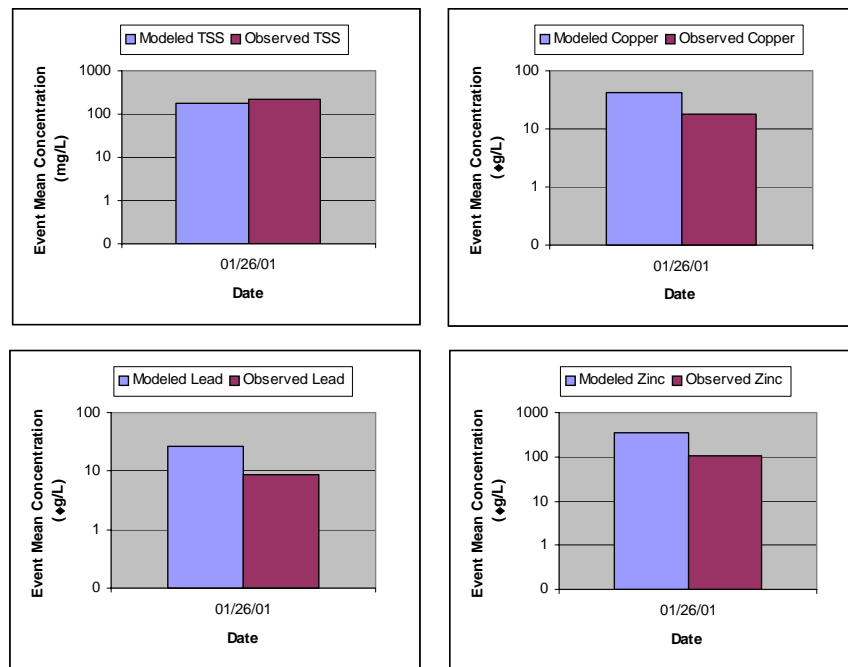 Modeled TSS Observed TSS
1000
100
10
1
0
Event Mean Concentration
(mg/L)
01/26/01
Date
Modeled Copper Observed Copper
100
10
1
0
Event Mean Concentration
(♦g/L)
01/26/01
Date
Modeled Lead Observed Lead
100
10
1
0
Event Mean Concentration
(♦g/L)
01/26/01
Date
Modeled Zinc Observed Zinc
1000
100
10
1
0
Event Mean Concentration
(♦g/L)
01/26/01
Date